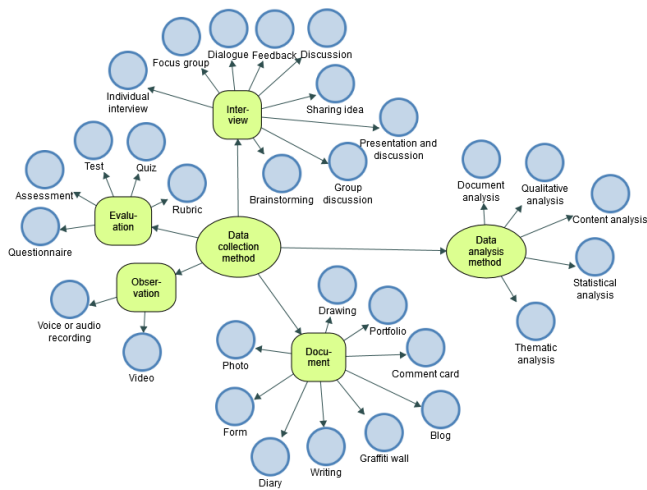 Focus group
Dialogue
Feedback
Discussion
Individual
interview
Inter-
view
Sharing idea
Presentation and
discussion
Group
discussion
Brainstorming
Test
Quiz
Assessment
Rubric
Evalu-
ation
Questionnaire
Data
collection
method
Obser-
vation
Voice or audio
recording
Video
Document
analysis
Qualitative
analysis
Content analysis
Data
analysis
method
Statistical
analysis
Thematic
analysis
Drawing
Portfolio
Photo
Docu-
ment
Comment card
Form
Blog
Graffiti wall
Writing
Diary